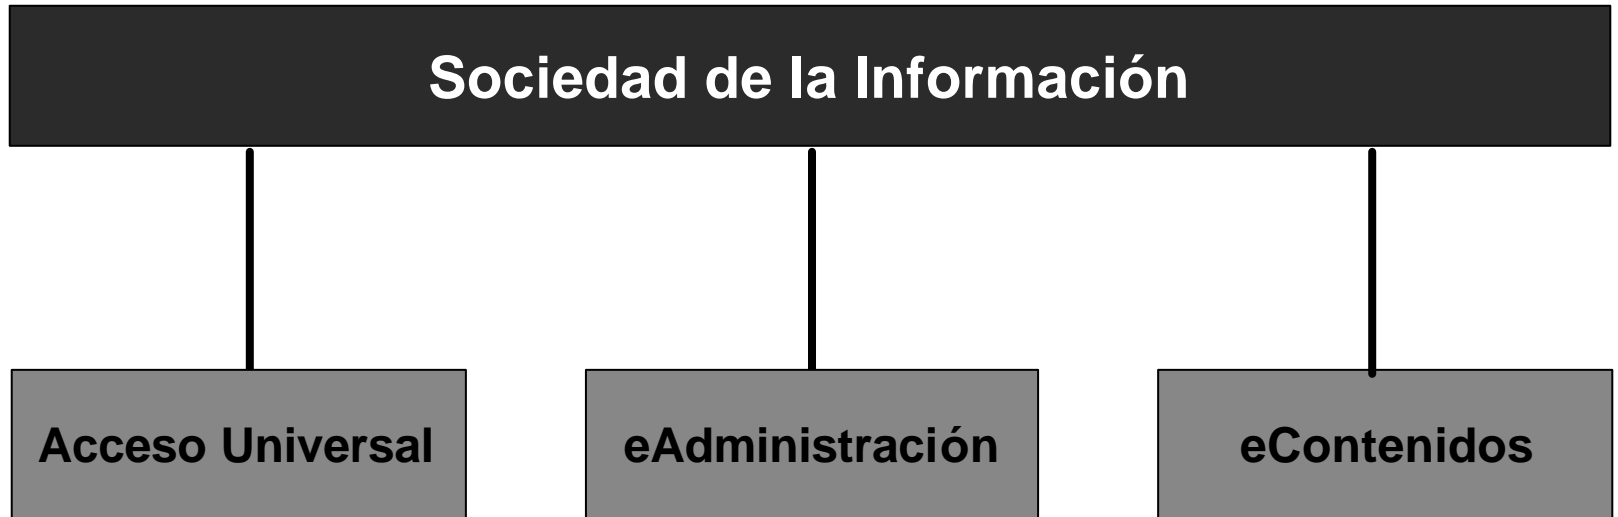 Sociedad de la Información
Acceso Universal
eAdministración
eContenidos